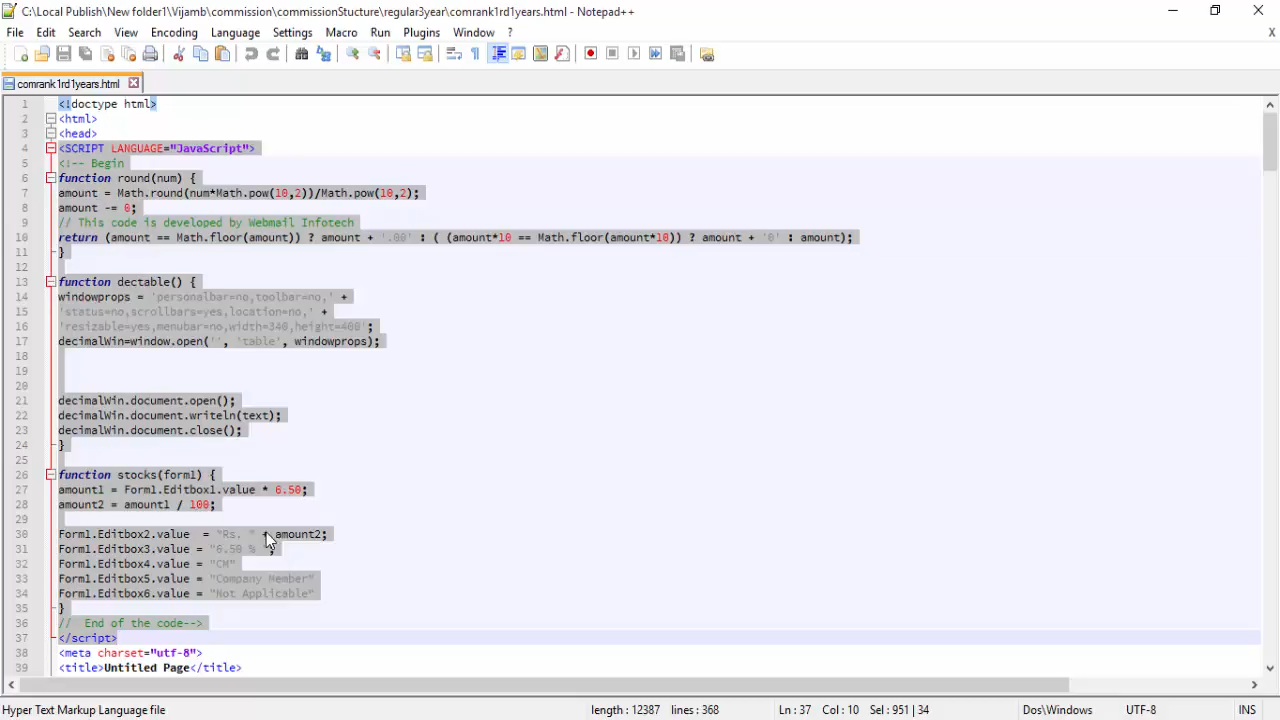 C:\Local Publish\New folder1\Vijamb\commission\commissionStucture\regular3year\comrank1rd1years.html - Notepad++
File Edit Search View Encoding Language Settings Macro Run Plugins Window ? X
comrank1rd1years.html
1 <!doctype html>
2 <html>
3 <head>
4 <SCRIPT LANGUAGE="JavaScript">
5 <!-- Begin
6 function round(num) {
7 amount = Math.round(num*Math.pow(10,2))/Math.pow(10,2);
8 amount -= 0;
9 // This code is developed by Webmail Infotech
10 return (amount == Math.floor(amount)) ? amount + '.00' : ( (amount*10 == Math.floor(amount*10)) ? amount + '0' : amount);
11 }
12
13 function dectable() {
14 windowprops = 'personalbar=no,toolbar=no,' +
15 'status=no,scrollbars=yes,location=no,' +
16 'resizable=yes,menubar=no,width=340,height=400';
17 decimalWin=window.open('', 'table', windowprops);
18
19
20
21 decimalWin.document.open();
22 decimalWin.document.writeln(text);
23 decimalWin.document.close();
24 }
25
26 function stocks(form1) {
27 amount1 = Form1.Editbox1.value * 6.50;
28 amount2 = amount1 / 100;
29
30 Form1.Editbox2.value = "Rs. " + amount2;
31 Form1.Editbox3.value = "6.50 % ";
32 Form1.Editbox4.value = "CM"
33 Form1.Editbox5.value = "Company Member"
34 Form1.Editbox6.value = "Not Applicable"
35 }
36 // End of the code-->
37 </script>
38 <meta charset="utf-8">
39 <title>Untitled Page</title>
Hyper Text Markup Language file length : 12387 lines : 368 Ln : 37 Col : 10 Sel : 951 | 34 Dos\Windows UTF-8 INS